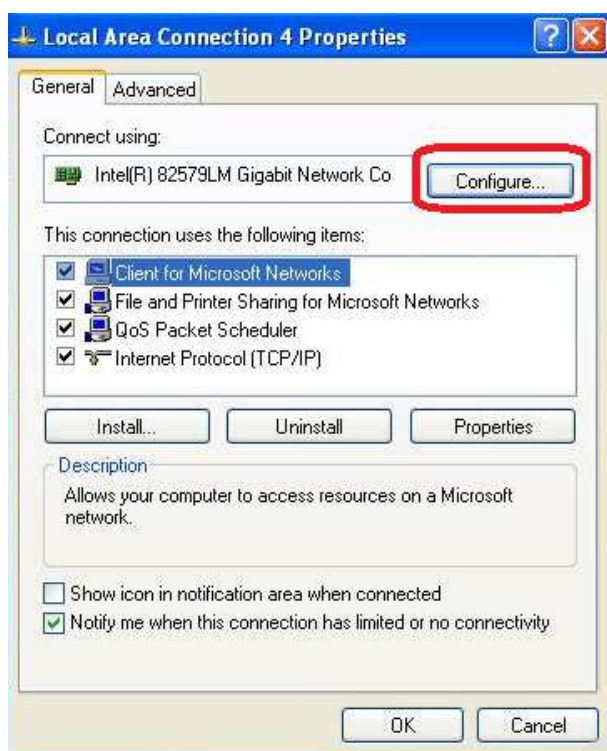 Local Area Connection 4 Properties
General
Advanced
Connect using:
Intel(R) 82579LM Gigabit Network Co
Configure...
This connection uses the following items:
Client for Microsoft Networks
File and Printer Sharing for Microsoft Networks
QoS Packet Scheduler
Internet Protocol (TCP/IP)
Install...
Uninstall
Properties
Description
Allows your computer to access resources on a Microsoft
network.
Show icon in notification area when connected
Notify me when this connection has limited or no connectivity
OK
Cancel